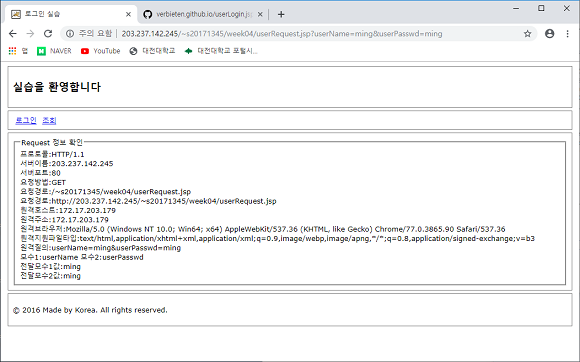 로그인 실습
verbieten.github.io/userLogin.jsp
주의 요함 | 203.237.142.245/~s20171345/week04/userRequest.jsp?userName=ming&userPasswd=ming
앱 NAVER YouTube 대전대학교 대전대학교 포털시...
실습을 환영합니다
로그인 조회
Request 정보 확인
프로토콜:HTTP/1.1
서버이름:203.237.142.245
서버포트:80
요청방법:GET
요청경로:/~s20171345/week04/userRequest.jsp
요청경로:http://203.237.142.245/~s20171345/week04/userRequest.jsp
원격호스트:172.17.203.179
원격주소:172.17.203.179
원격브라우저:Mozilla/5.0 (Windows NT 10.0; Win64; x64) AppleWebKit/537.36 (KHTML, like Gecko) Chrome/77.0.3865.90 Safari/537.36
원격지원파일타입:text/html,application/xhtml+xml,application/xml;q=0.9,image/webp,image/apng,*/*;q=0.8,application/signed-exchange;v=b3
원격질의:userName=ming&userPasswd=ming
모수1:userName 모수2:userPasswd
전달모수1값:ming
전달모수2값:ming
© 2016 Made by Korea. All rights reserved.